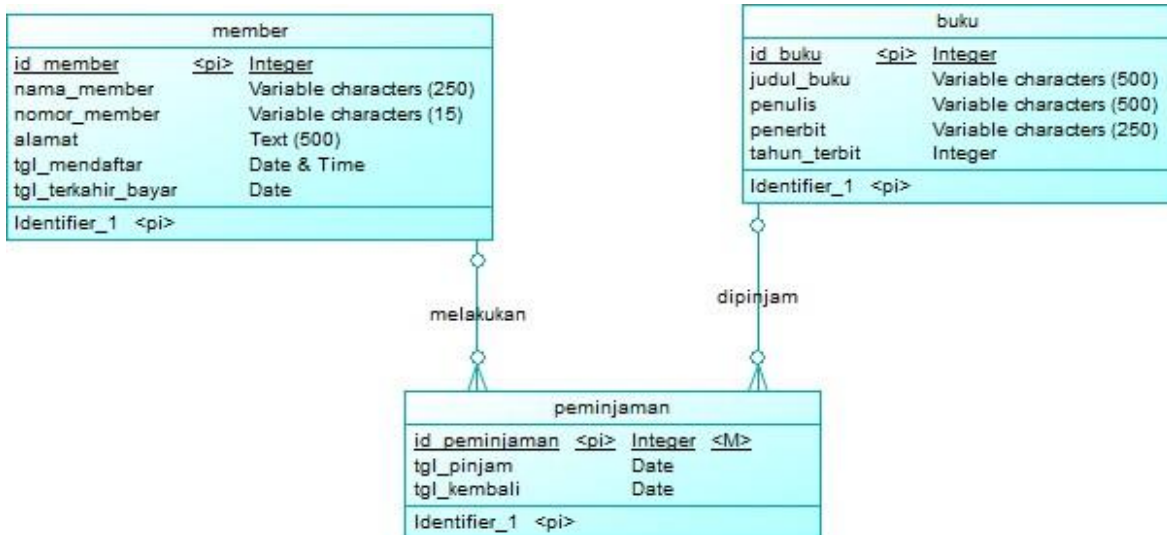 member
id_member <pi> Integer
nama_member Variable characters (250)
nomor_member Variable characters (15)
alamat Text (500)
tgl_mendaftar Date & Time
tgl_terkahir_bayar Date
Identifier_1 <pi>
buku
id_buku <pi> Integer
judul_buku Variable characters (500)
penulis Variable characters (500)
penerbit Variable characters (250)
tahun_terbit Integer
Identifier_1 <pi>
melakukan
dipinjam
peminjaman
id_peminjaman <pi> Integer <M>
tgl_pinjam Date
tgl_kembali Date
Identifier_1 <pi>